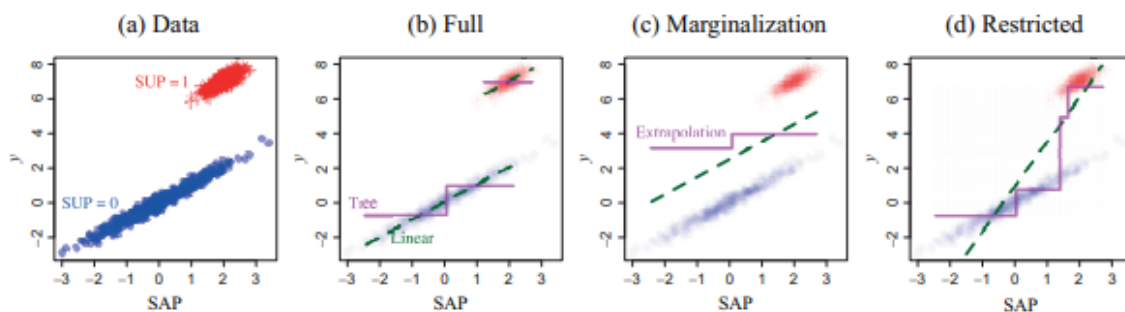 (a) Data
(b) Full
(c) Marginalization
(d) Restricted
y
8
6
4
2
0
−2
SUP = 1
SUP = 0
−3 −2 −1 0 1 2 3
SAP
y
8
6
4
2
0
−2
Tree
Linear
−3 −2 −1 0 1 2 3
SAP
y
8
6
4
2
0
−2
Extrapolation
−3 −2 −1 0 1 2 3
SAP
y
8
6
4
2
0
−2
−3 −2 −1 0 1 2 3
SAP